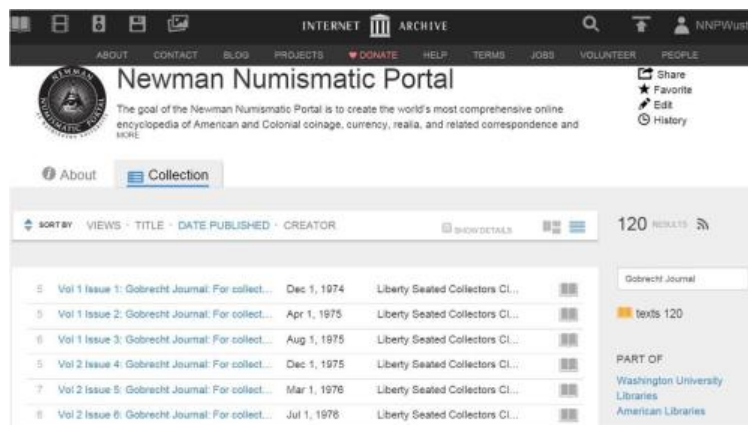 INTERNET ARCHIVE
NNPWust
ABOUT CONTACT BLOG PROJECTS ♥ DONATE HELP TERMS JOBS VOLUNTEER PEOPLE
NEWMAN NUMISMATIC PORTAL
Newman Numismatic Portal
The goal of the Newman Numismatic Portal is to create the world's most comprehensive online
encyclopedia of American and Colonial coinage, currency, realia, and related correspondence and
MORE
Share
Favorite
Edit
History
About Collection
SORT BY VIEWS · TITLE · DATE PUBLISHED · CREATOR SHOW DETAILS
120 RESULTS
5 Vol 1 Issue 1: Gobrecht Journal: For collect... Dec 1, 1974 Liberty Seated Collectors Cl...
5 Vol 1 Issue 2: Gobrecht Journal: For collect... Apr 1, 1975 Liberty Seated Collectors Cl...
6 Vol 1 Issue 3: Gobrecht Journal: For collect... Aug 1, 1975 Liberty Seated Collectors Cl...
5 Vol 2 Issue 4: Gobrecht Journal: For collect... Dec 1, 1975 Liberty Seated Collectors Cl...
7 Vol 2 Issue 5: Gobrecht Journal: For collect... Mar 1, 1976 Liberty Seated Collectors Cl...
Vol 2 Issue 6: Gobrecht Journal: For collect... Jul 1, 1976 Liberty Seated Collectors Cl...
Gobrecht Journal
texts 120
PART OF
Washington University
Libraries
American Libraries